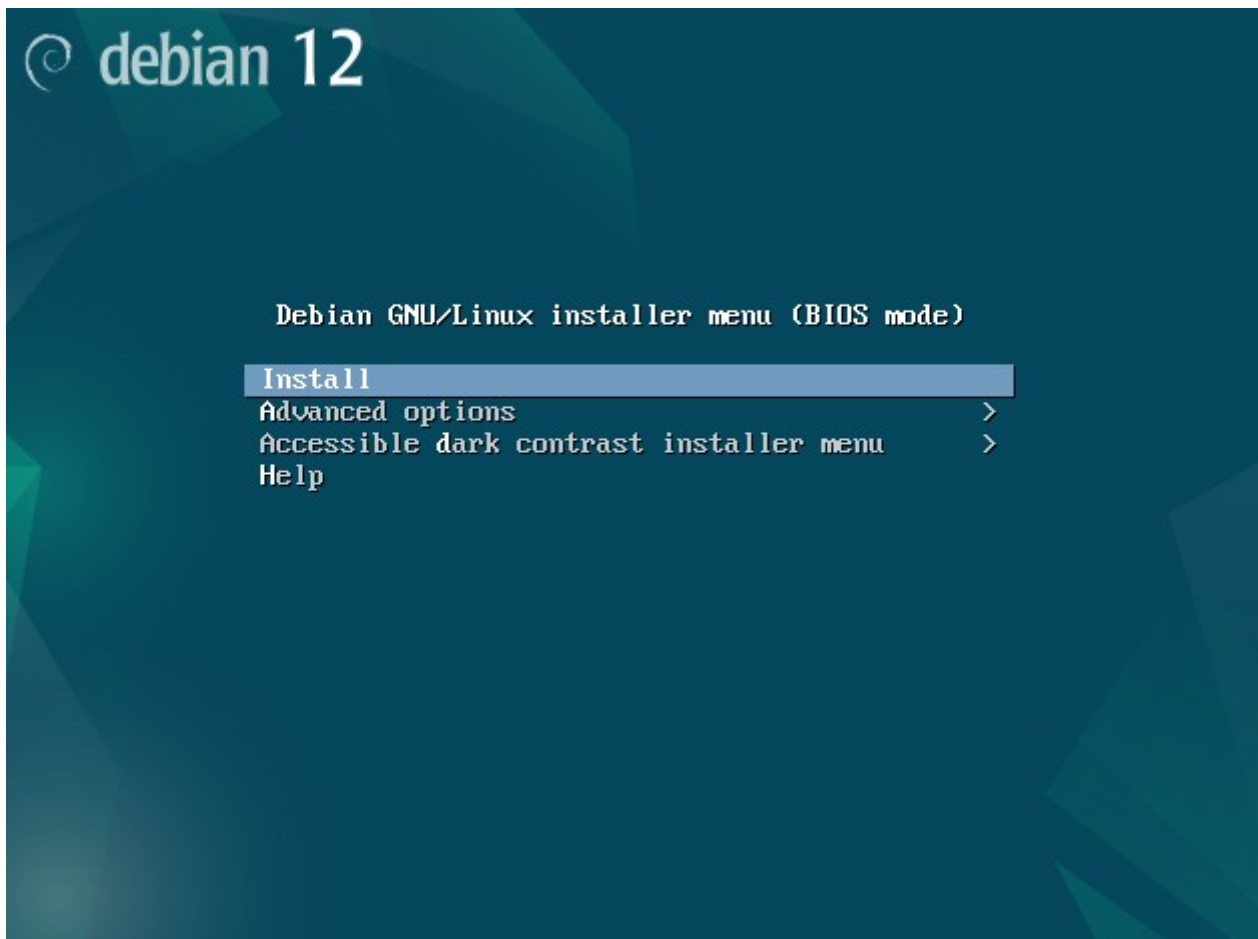 debian 12
Debian GNU/Linux installer menu (BIOS mode)
Install
Advanced options >
Accessible dark contrast installer menu >
Help